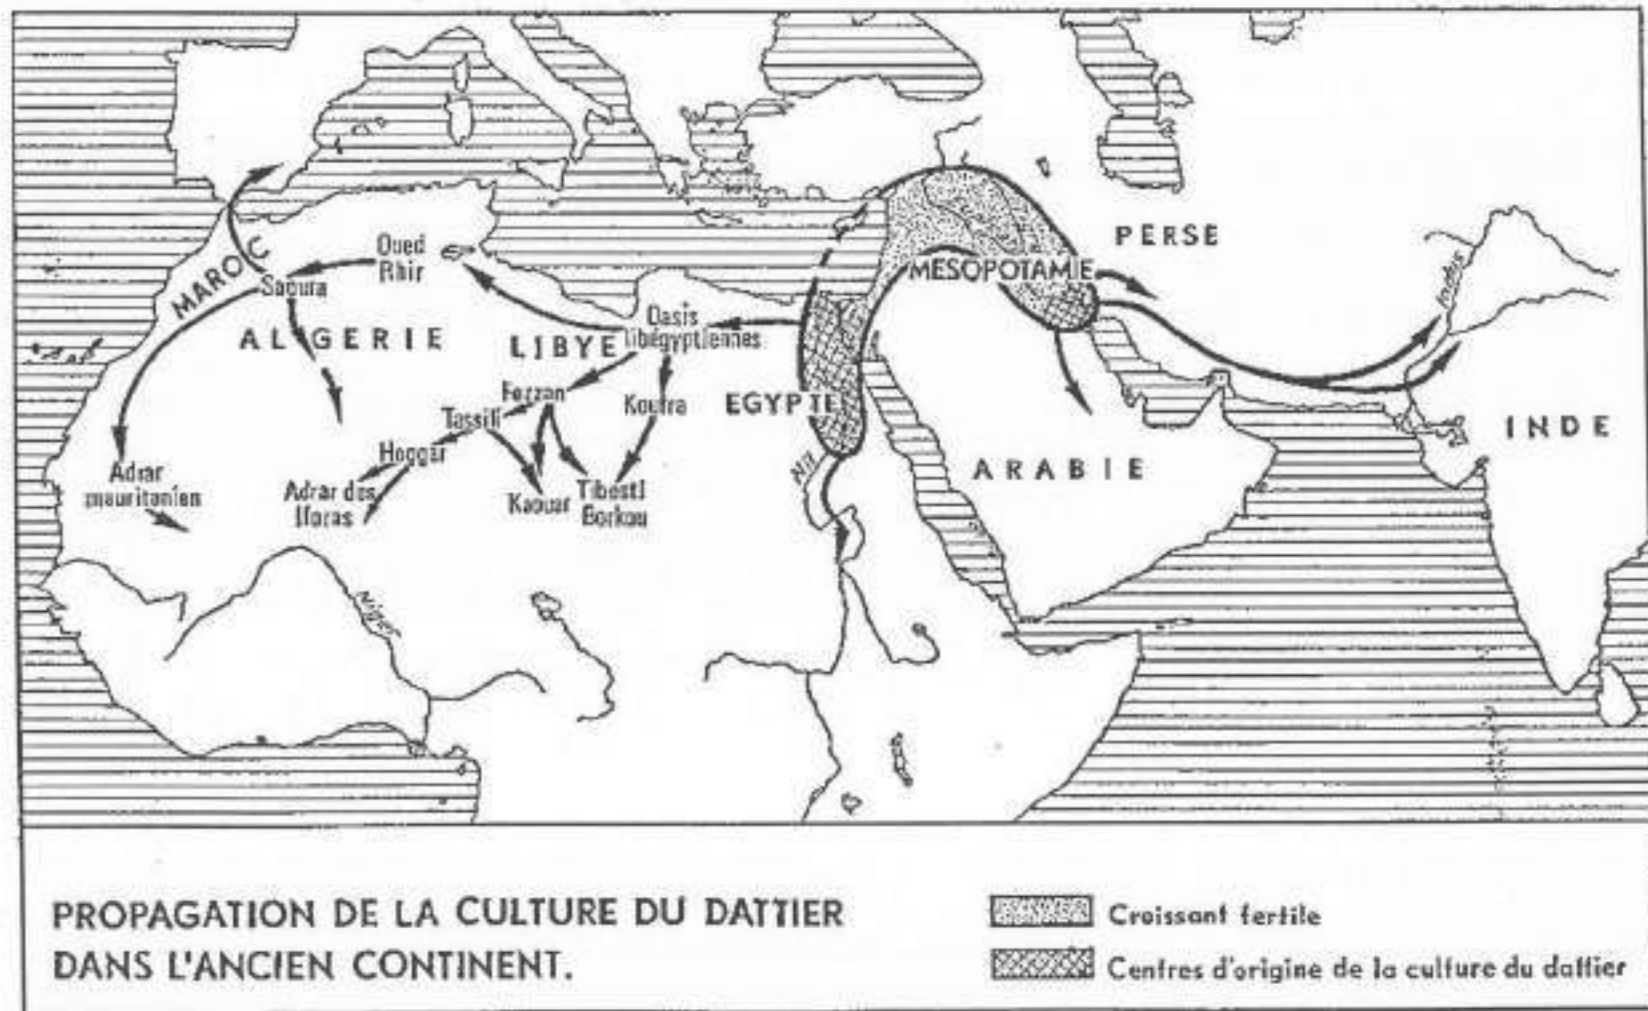 PERSE
MAROC
Oued
Rhir
Saoura
MESOPOTAMIE
Indus
ALGERIE
LIBYE
Oasis
libégyptiennes
Fezzan
Koufra
EGYPTE
Tassili
INDE
Hoggar
Nil
ARABIE
Adrar
mauritanien
Adrar des
Iforas
Kaouar
Tibesti
Borkou
Niger
PROPAGATION DE LA CULTURE DU DATTIER
DANS L'ANCIEN CONTINENT.
Croissant fertile
Centres d'origine de la culture du dattier